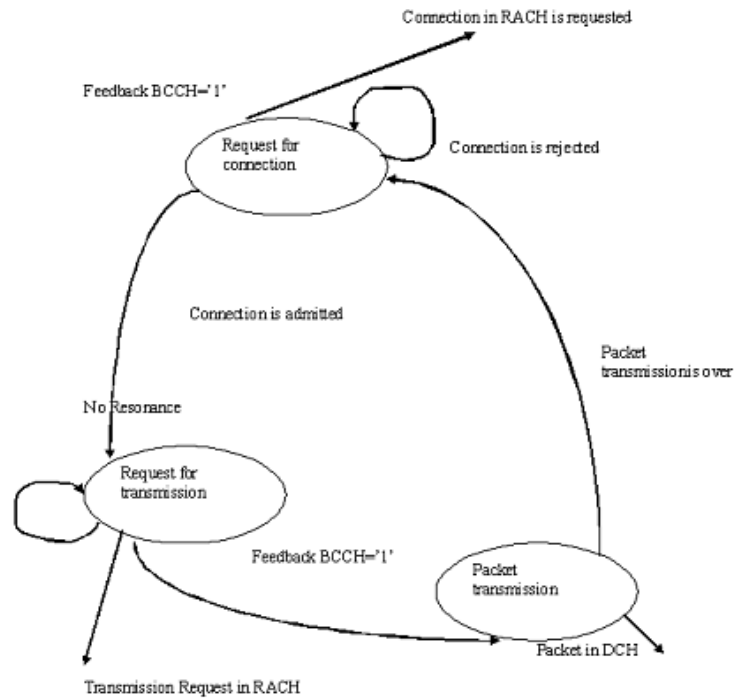 Connection in RACH is requested
Feedback BCCH='1'
Request for
connection
Connection is rejected
Connection is admitted
Packet
transmissionis over
No Resonance
Request for
transmission
Feedback BCCH='1'
Packet
transmission
Packet in DCH
Transmission Request in RACH